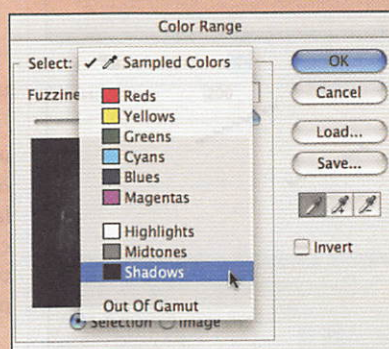 Color Range
Select: ✓ Sampled Colors
OK
Fuzzine
Cancel
Reds
Yellows
Load...
Greens
Cyans
Save...
Blues
Magentas
Highlights
Invert
Midtones
Shadows
Out Of Gamut
Selection Image